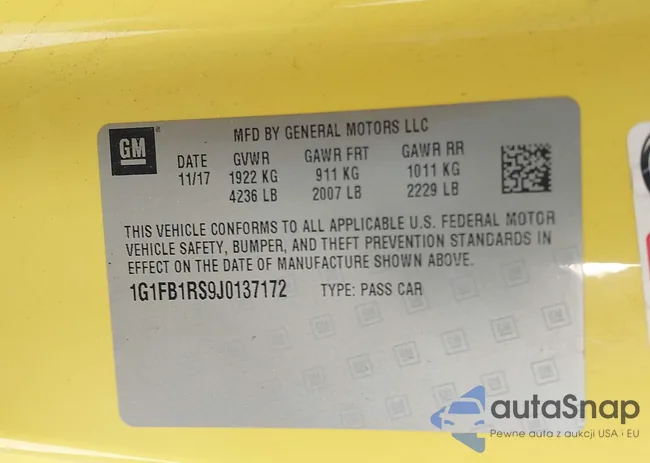 GM
MFD BY GENERAL MOTORS LLC
DATE GVWR GAWR FRT GAWR RR
11/17 1922 KG 911 KG 1011 KG
4236 LB 2007 LB 2229 LB
THIS VEHICLE CONFORMS TO ALL APPLICABLE U.S. FEDERAL MOTOR
VEHICLE SAFETY, BUMPER, AND THEFT PREVENTION STANDARDS IN
EFFECT ON THE DATE OF MANUFACTURE SHOWN ABOVE.
1G1FB1RS9J0137172 TYPE: PASS CAR
autaSnap
Pewne auta z aukcji USA i EU